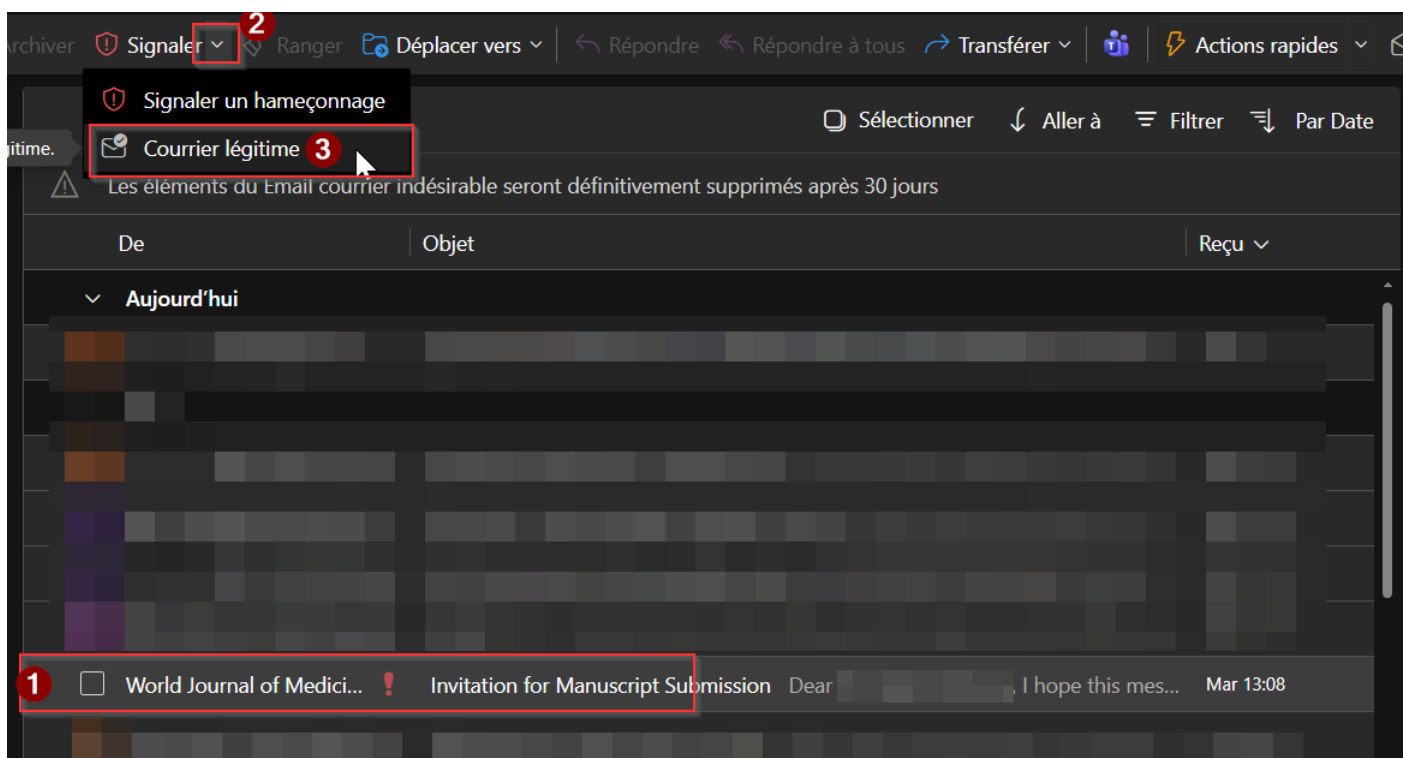 2
Archiver Signaler Ranger Déplacer vers Répondre Répondre à tous Transférer Actions rapides
Signaler un hameçonnage
Sélectionner Aller à Filtrer Par Date
gitime. Courrier légitime 3
Les éléments du Email courrier indésirable seront définitivement supprimés après 30 jours
De Objet Reçu
Aujourd'hui
1 World Journal of Medici... Invitation for Manuscript Submission Dear , I hope this mes... Mar 13:08